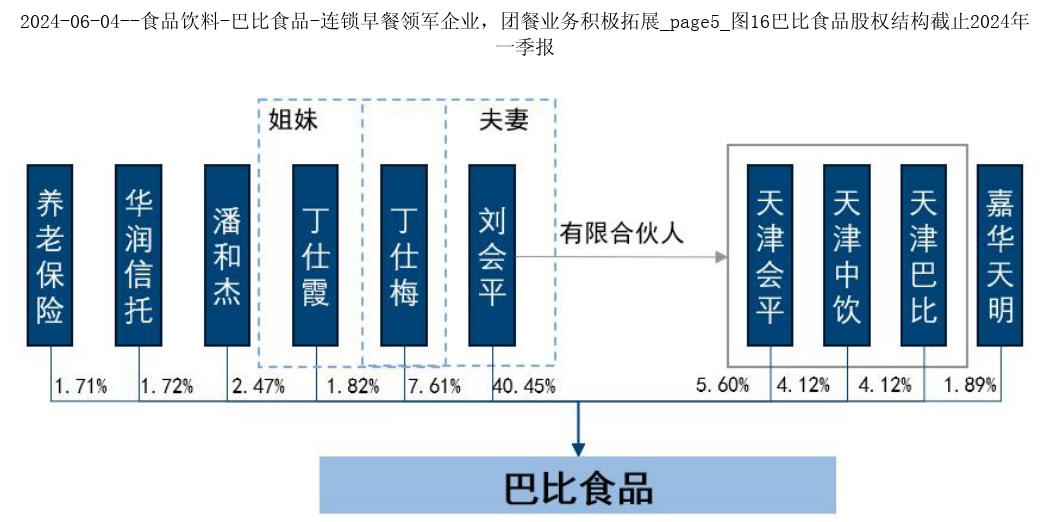 2024-06-04--食品饮料-巴比食品-连锁早餐领军企业，团餐业务积极拓展_page5_图16巴比食品股权结构截止2024年
一季报
姐妹
夫妻
养老保险
华润信托
潘和杰
丁仕霞
丁仕梅
刘会平
有限合伙人
天津会平
天津中饮
天津巴比
嘉华天明
1.71%
1.72%
2.47%
1.82%
7.61%
40.45%
5.60%
4.12%
4.12%
1.89%
巴比食品